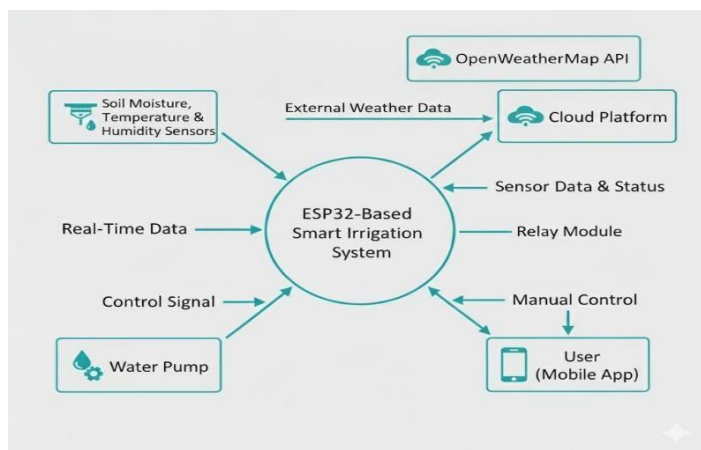 OpenWeatherMap API
Soil Moisture,
Temperature &
Humidity Sensors
External Weather Data
Cloud Platform
Sensor Data & Status
ESP32-Based
Smart Irrigation
System
Real-Time Data
Relay Module
Control Signal
Manual Control
Water Pump
User
(Mobile App)